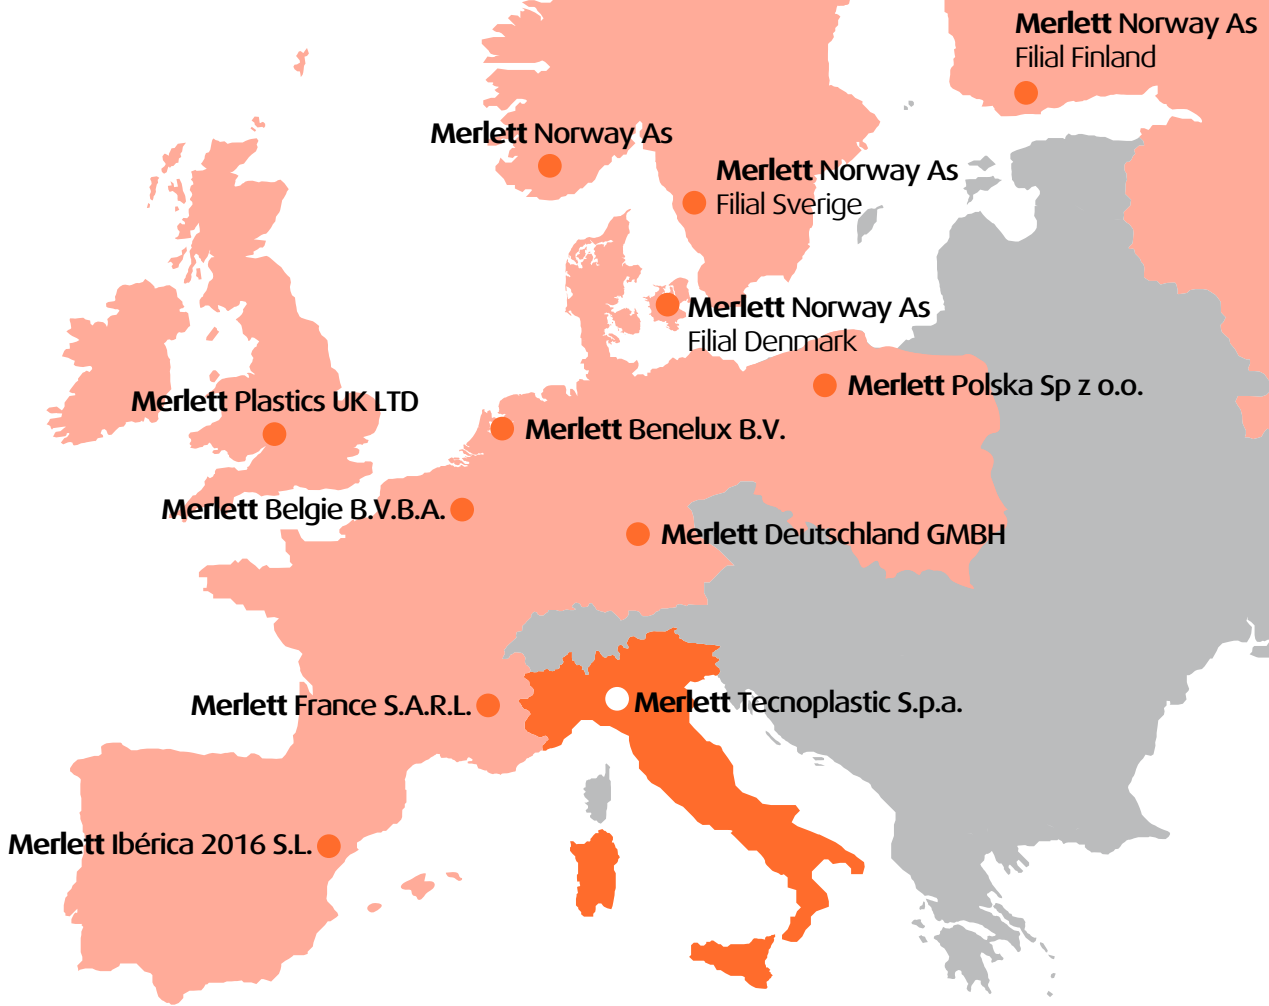 Merlett Norway As
Filial Finland
Merlett Norway As
Merlett Norway As
Filial Sverige
Merlett Norway As
Filial Denmark
Merlett Polska Sp z o.o.
Merlett Plastics UK LTD
Merlett Benelux B.V.
Merlett Belgie B.V.B.A.
Merlett Deutschland GMBH
Merlett France S.A.R.L.
Merlett Tecnoplastic S.p.a.
Merlett Ibérica 2016 S.L.